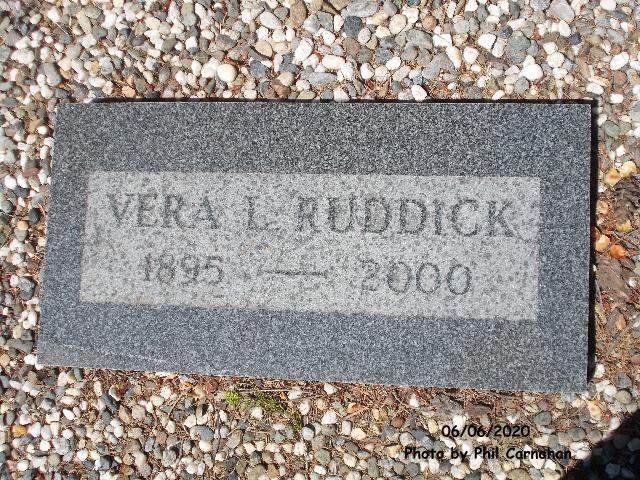 VERA L. RUDDICK
1895 — 2000
06/06/2020
Photo by Phil Carnahan